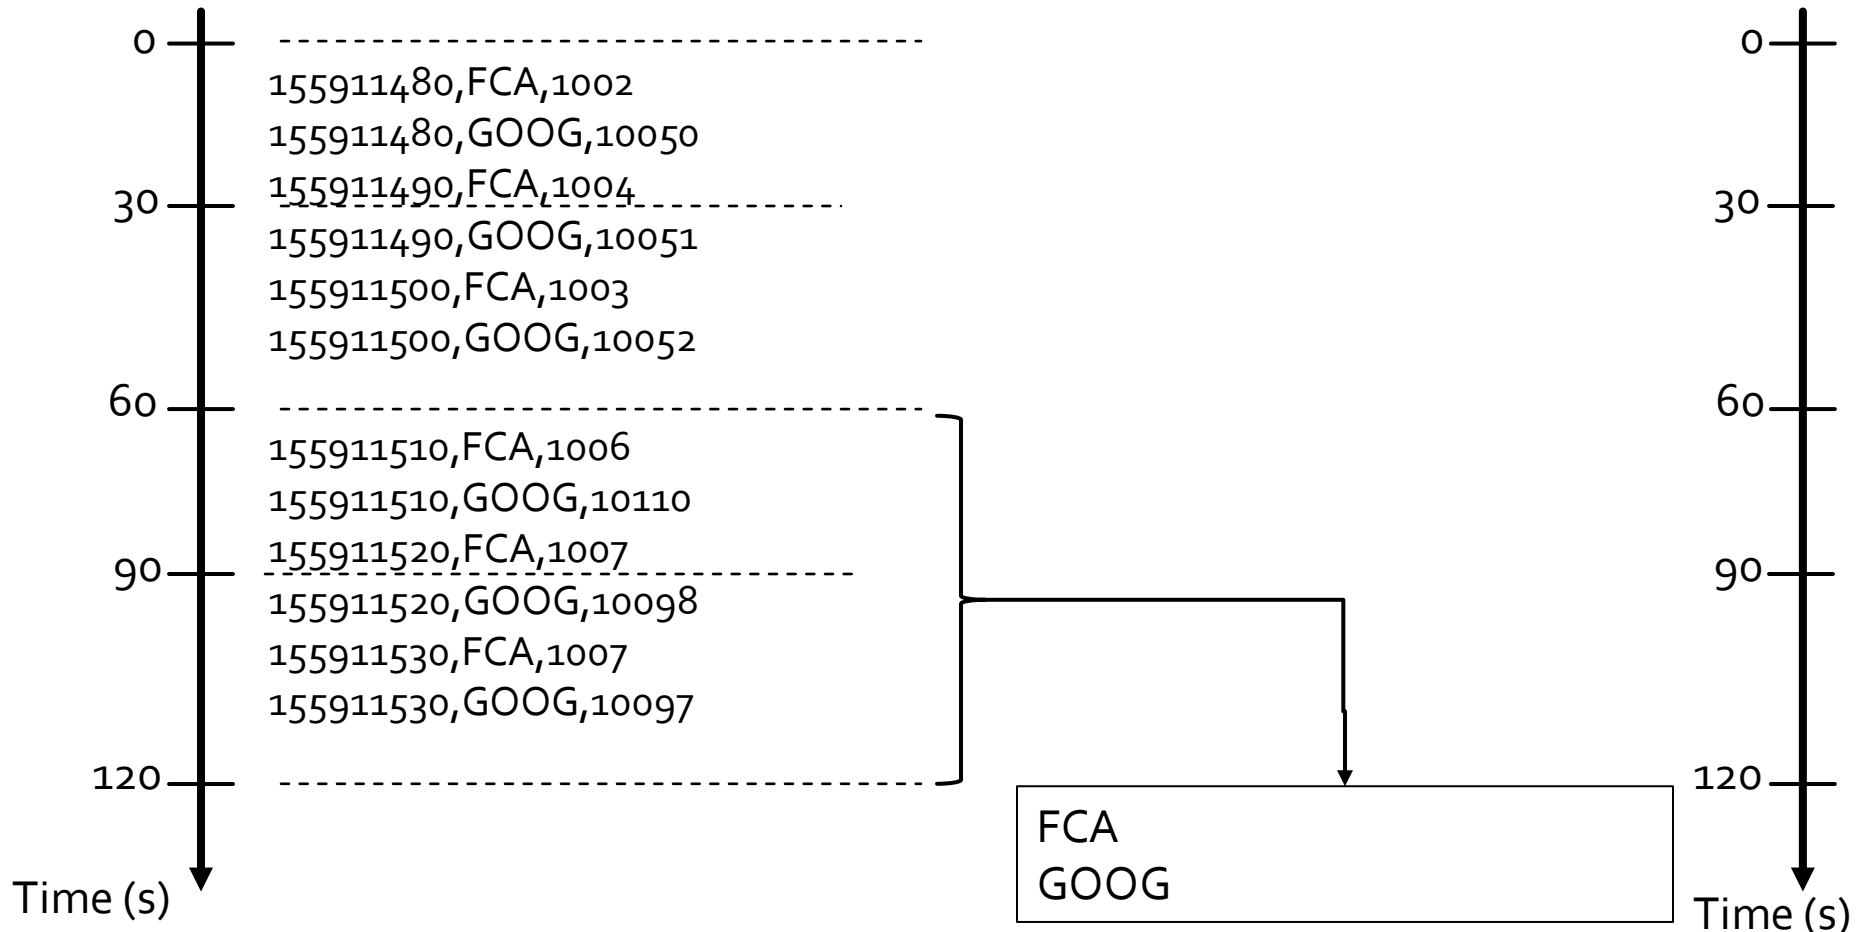 0
155911480,FCA,1002
155911480,GOOG,10050
155911490,FCA,1004
30
155911490,GOOG,10051
155911500,FCA,1003
155911500,GOOG,10052
60
155911510,FCA,1006
155911510,GOOG,10110
155911520,FCA,1007
90
155911520,GOOG,10098
155911530,FCA,1007
155911530,GOOG,10097
120
Time (s)
FCA
GOOG
0
30
60
90
120
Time (s)